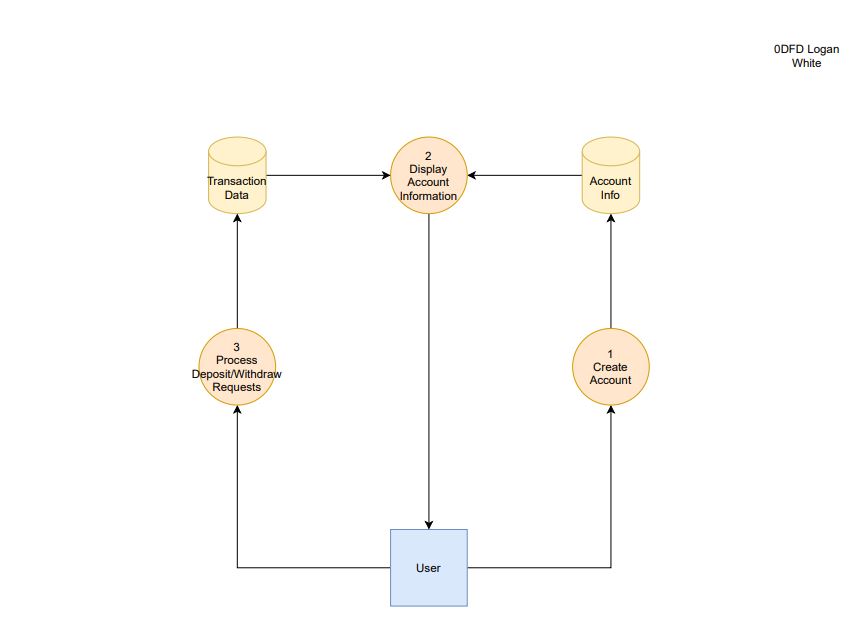 0DFD Logan
White
Transaction
Data
2
Display
Account
Information
Account
Info
3
Process
Deposit/Withdraw
Requests
1
Create
Account
User